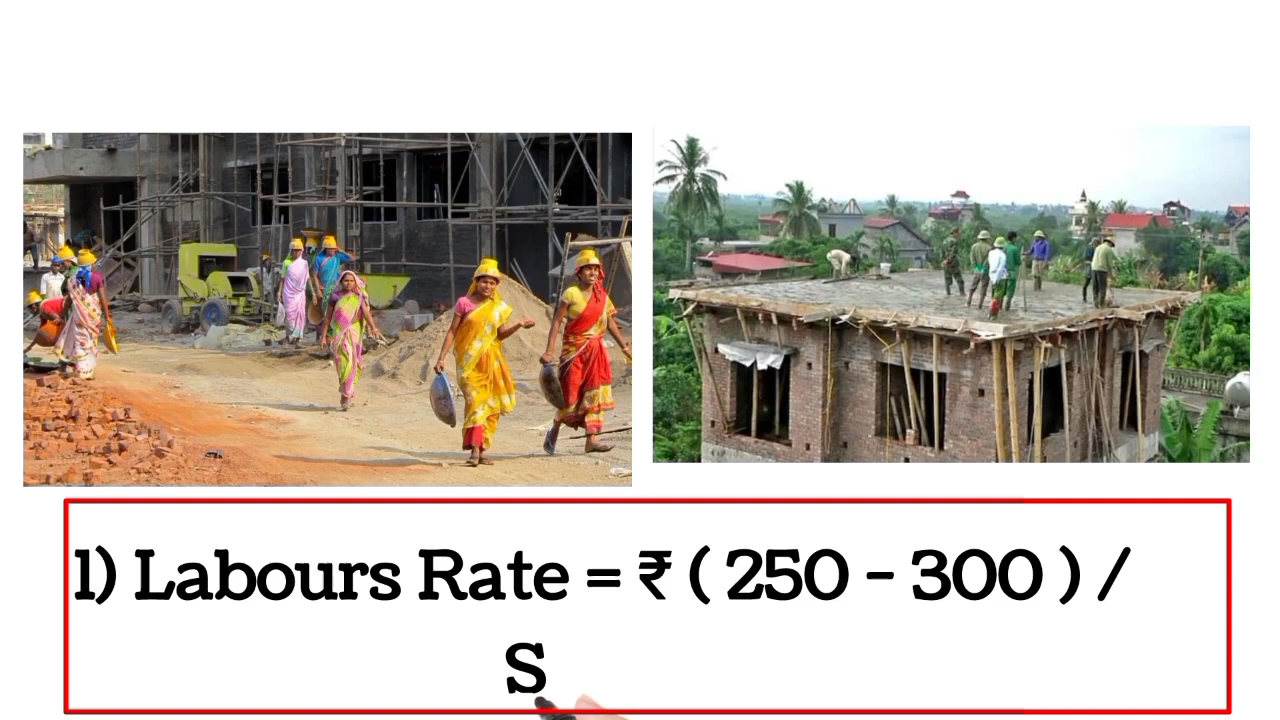 1) Labours Rate = ₹ ( 250 - 300 ) /
S